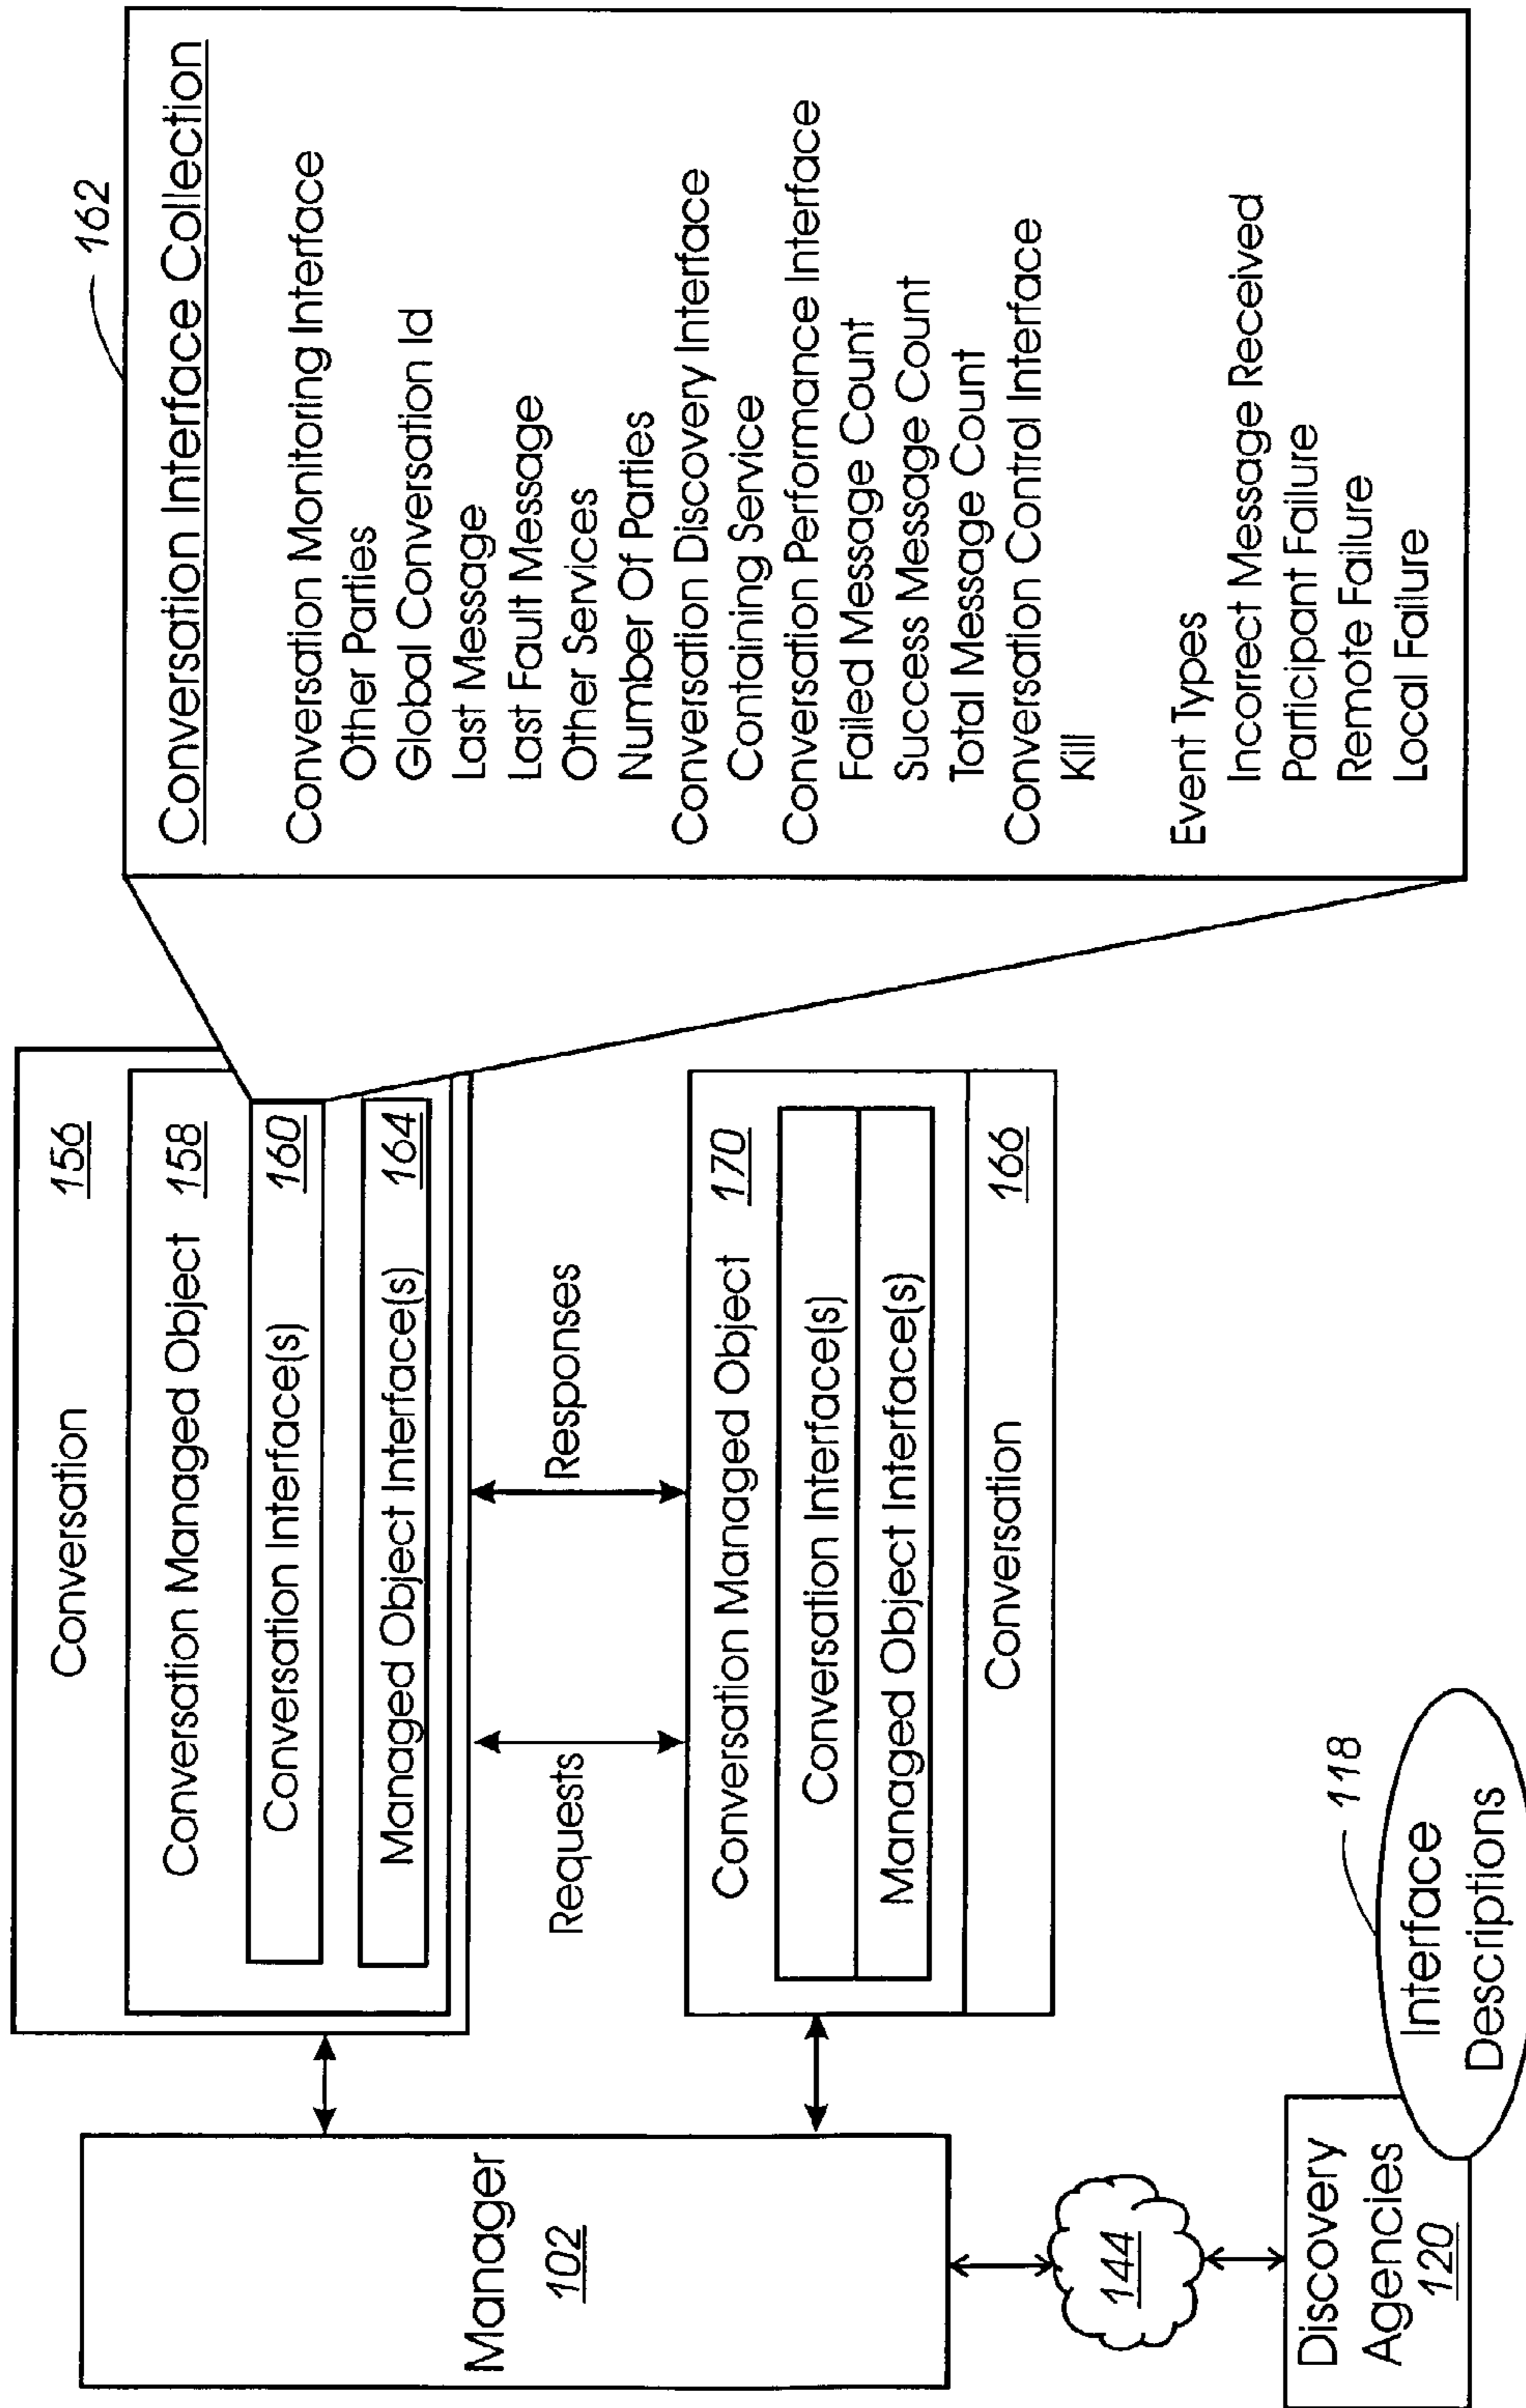 Manager
102
144
Discovery
Agencies
120
118
Interface
Descriptions
Conversation 156
Conversation Managed Object 158
Conversation Interface(s) 160
Managed Object Interface(s) 164
Requests
Responses
Conversation Managed Object 170
Conversation Interface(s)
Managed Object Interface(s)
Conversation 166
162
Conversation Interface Collection
Conversation Monitoring Interface
Other Parties
Global Conversation Id
Last Message
Last Fault Message
Other Services
Number Of Parties
Conversation Discovery Interface
Containing Service
Conversation Performance Interface
Failed Message Count
Success Message Count
Total Message Count
Conversation Control Interface
Kill
Event Types
Incorrect Message Received
Participant Failure
Remote Failure
Local Failure